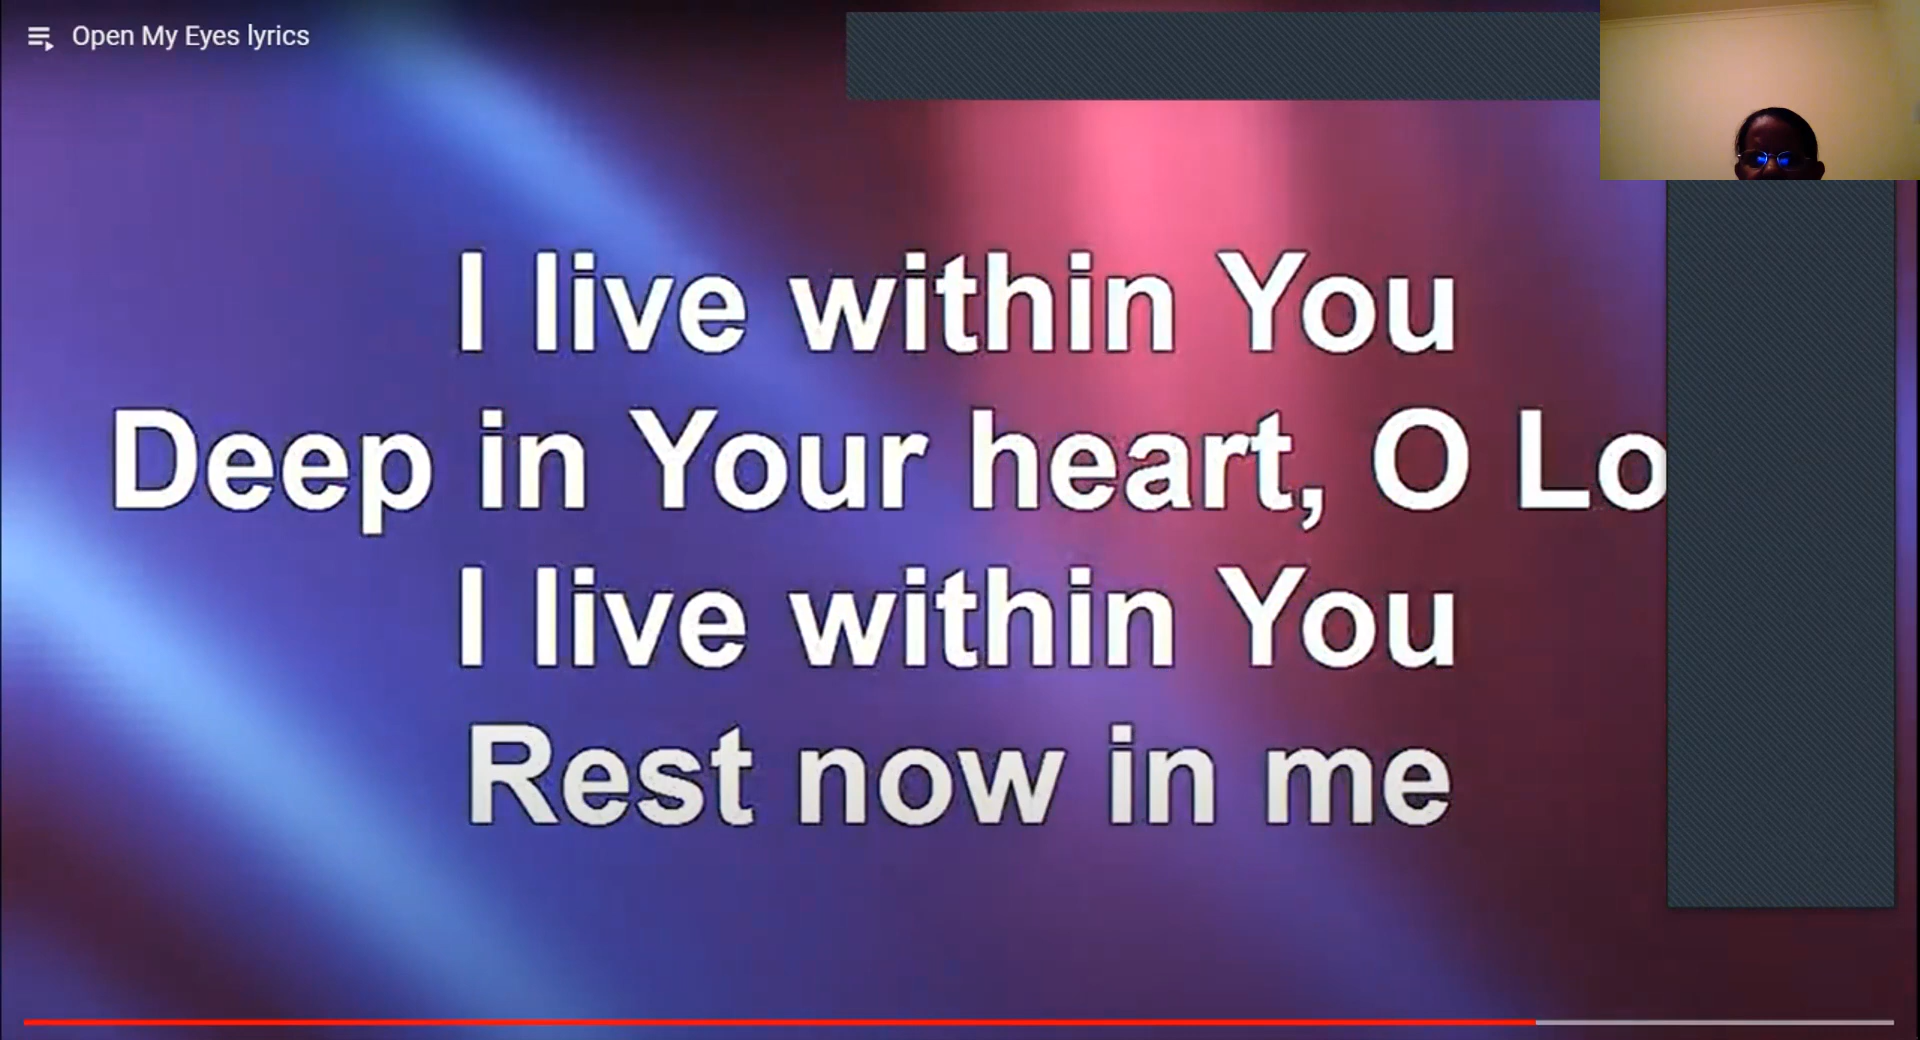 Open My Eyes lyrics
I live within You
Deep in Your heart, O Lo
I live within You
Rest now in me